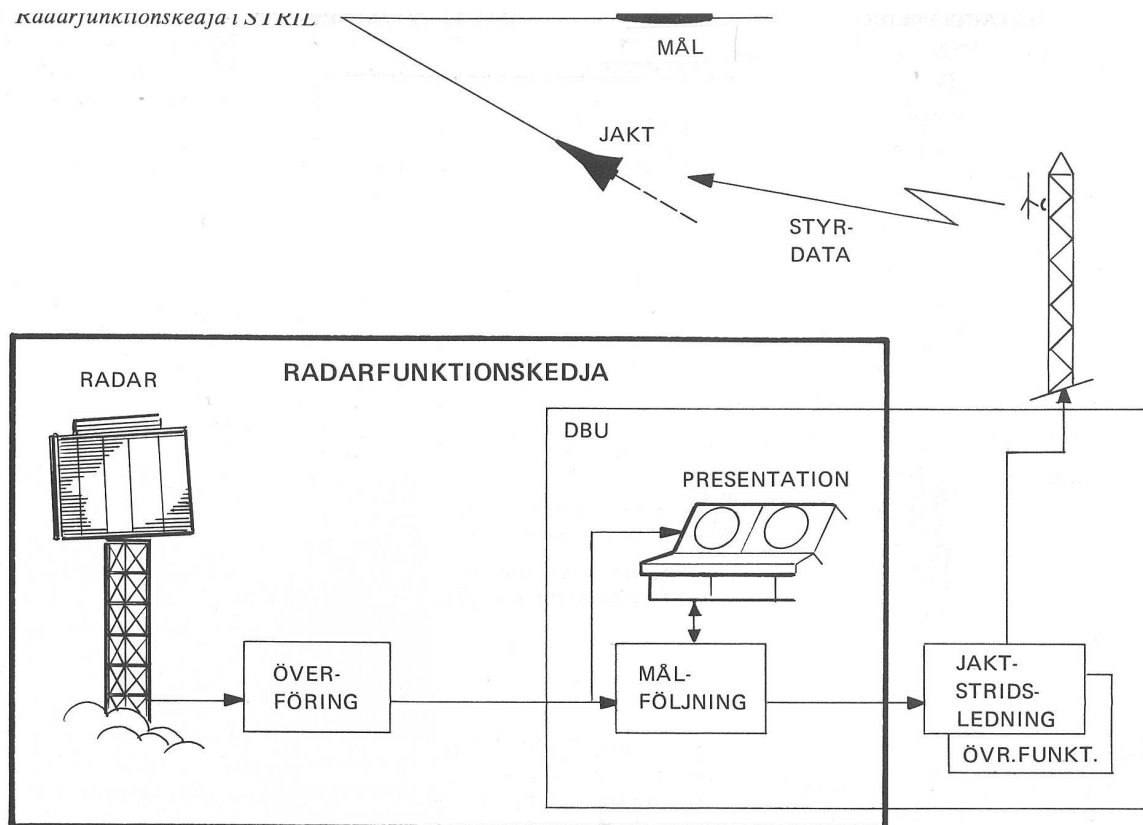 Radarfunktionskedja i STRIL
MÅL
JAKT
STYR-
DATA
RADARFUNKTIONSKEDJA
RADAR
DBU
PRESENTATION
ÖVER-
FÖRING
MÅL-
FÖLJNING
JAKT-
STRIDS-
LEDNING
ÖVR.FUNKT.